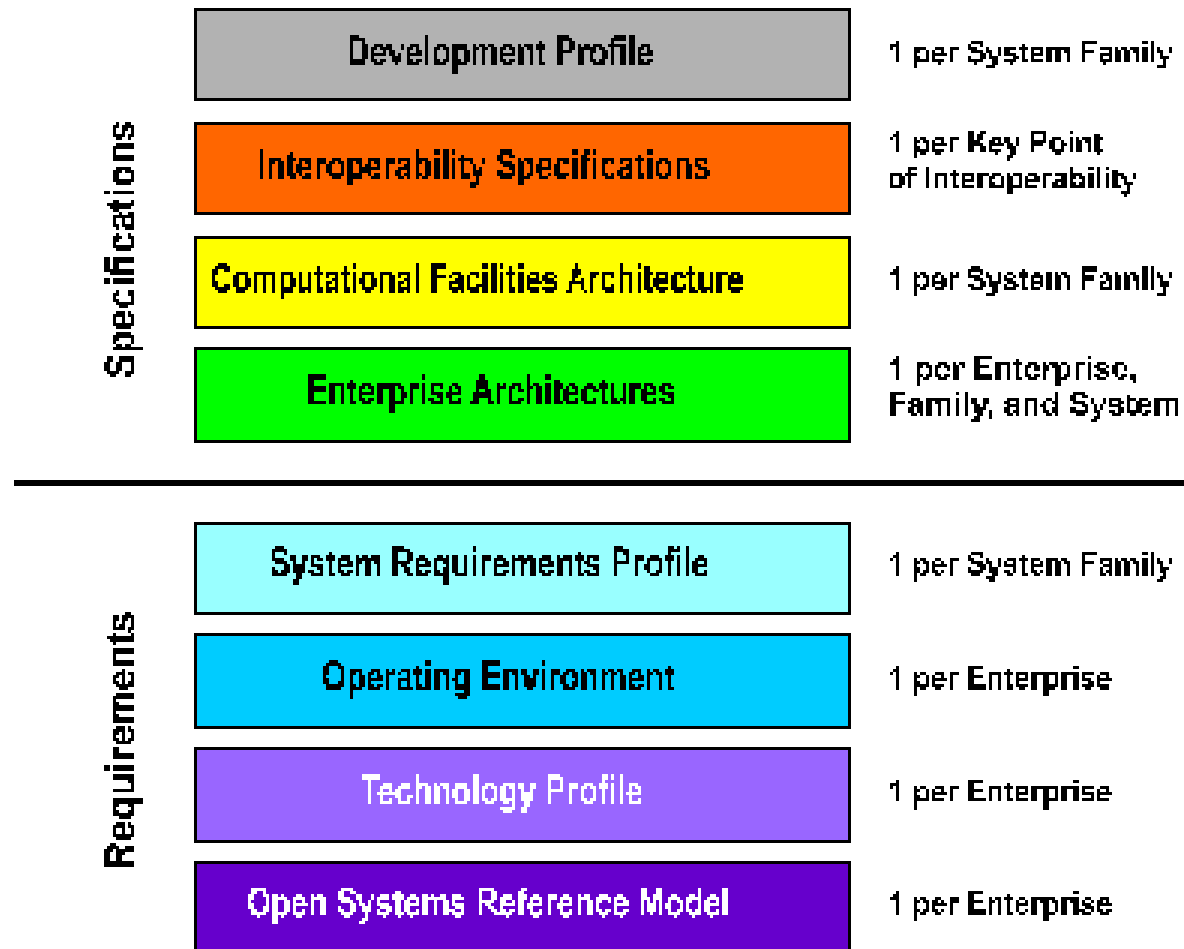 Specifications
Development Profile
1 per System Family
Interoperability Specifications
1 per Key Point
of Interoperability
Computational Facilities Architecture
1 per System Family
Enterprise Architectures
1 per Enterprise,
Family, and System
Requirements
System Requirements Profile
1 per System Family
Operating Environment
1 per Enterprise
Technology Profile
1 per Enterprise
Open Systems Reference Model
1 per Enterprise